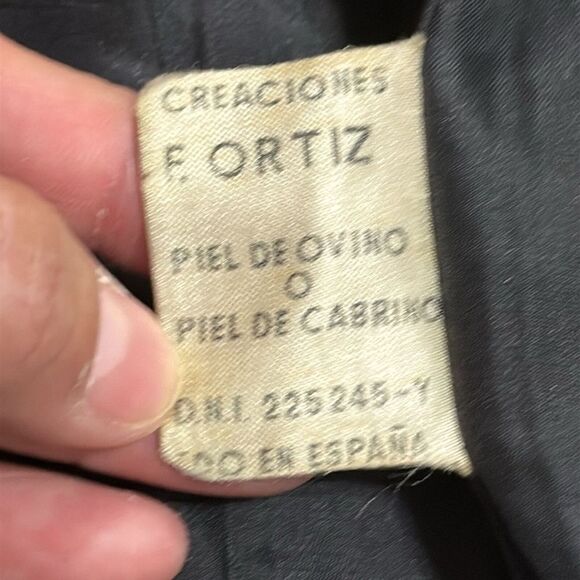 CREACIONES
F. ORTIZ
PIEL DE OVINO
O
PIEL DE CABRINO
D.N.I. 225245-Y
EN ESPAÑA